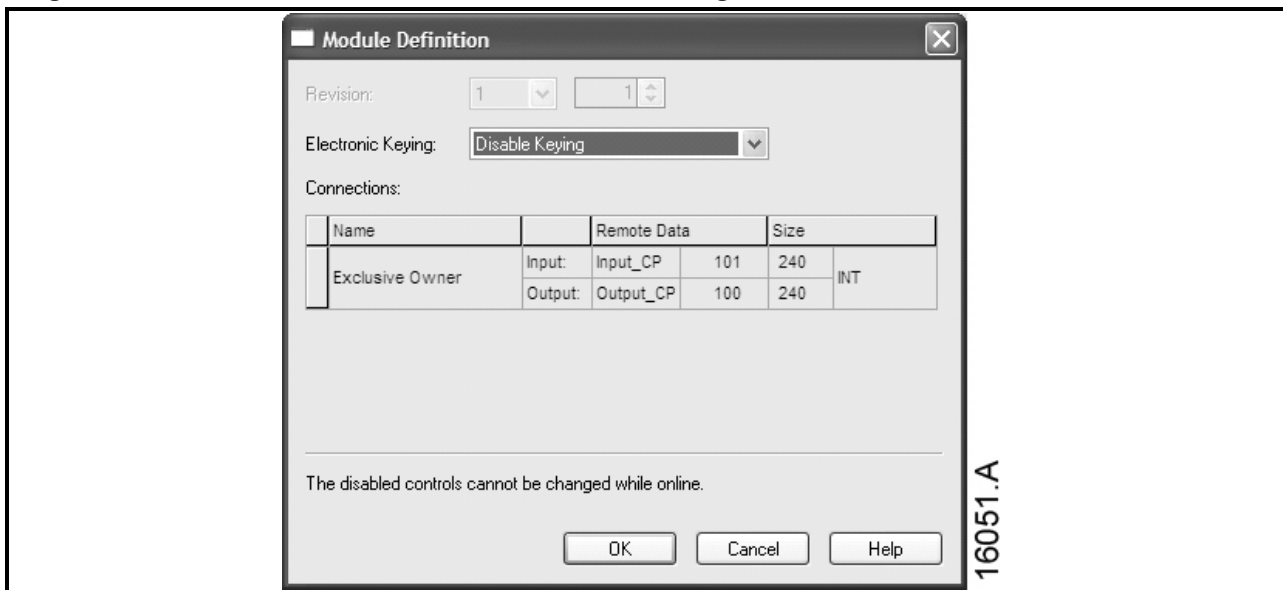 Module Definition
Revision: 1 1
Electronic Keying: Disable Keying
Connections:
Name Remote Data Size
Exclusive Owner Input: Input_CP 101 240 INT
Output: Output_CP 100 240
The disabled controls cannot be changed while online.
OK Cancel Help
16051.A